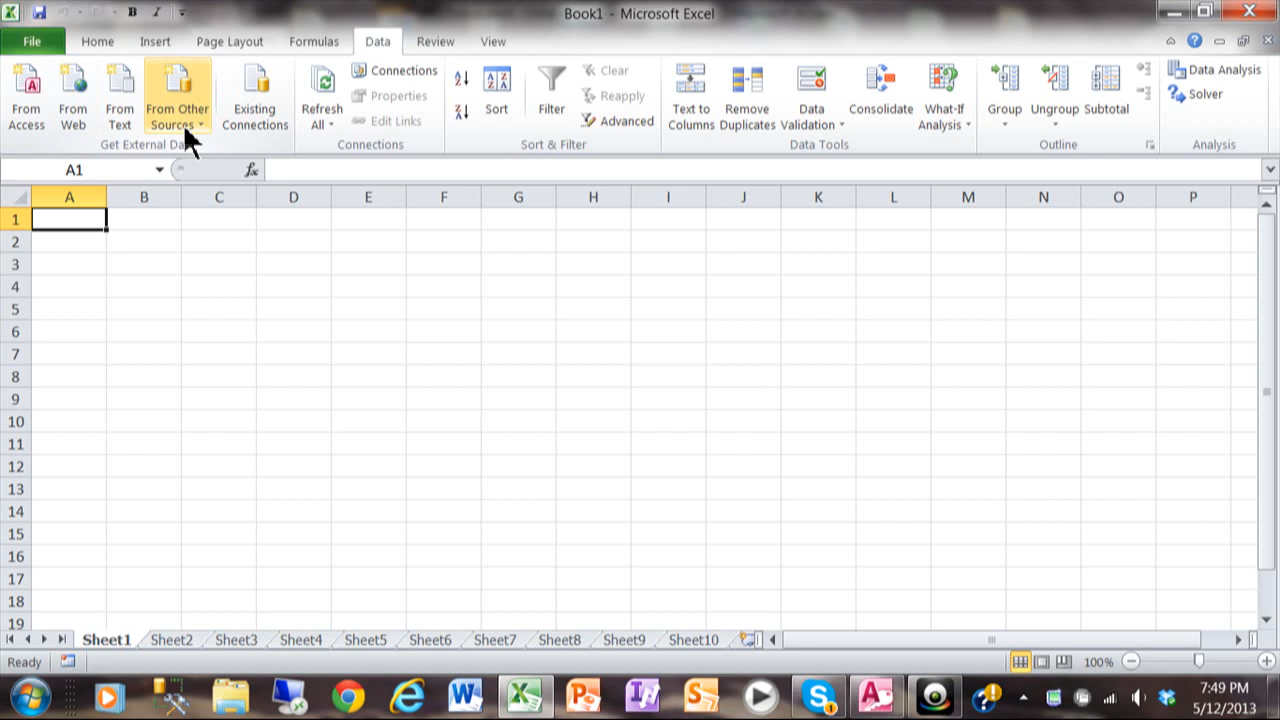 Book1 - Microsoft Excel
B I
File Home Insert Page Layout Formulas Data Review View
From Access
From Web
From Text
From Other Sources
Existing Connections
Get External Da
Refresh All
Connections
Properties
Edit Links
Connections
Sort
Filter
Clear
Reapply
Advanced
Sort & Filter
Text to Columns
Remove Duplicates
Data Validation
Consolidate
What-If Analysis
Data Tools
Group
Ungroup
Subtotal
Outline
Data Analysis
Solver
Analysis
A1 fx
A B C D E F G H I J K L M N O P
1
2
3
4
5
6
7
8
9
10
11
12
13
14
15
16
17
18
19
Sheet1 Sheet2 Sheet3 Sheet4 Sheet5 Sheet6 Sheet7 Sheet8 Sheet9 Sheet10
Ready 100%
7:49 PM
5/12/2013